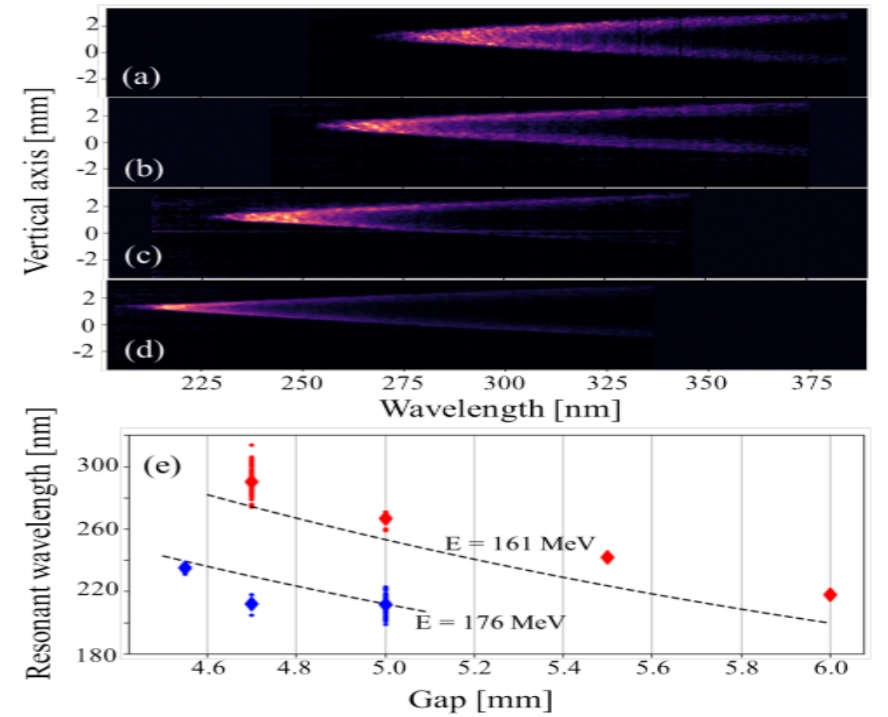 Vertical axis [mm]
2
0
-2
(a)
2
0
-2
(b)
2
0
-2
(c)
2
0
-2
(d)
225 250 275 300 325 350 375
Wavelength [nm]
Resonant wavelength [nm]
300
260
220
180
(e)
E = 161 MeV
E = 176 MeV
4.6 4.8 5.0 5.2 5.4 5.6 5.8 6.0
Gap [mm]